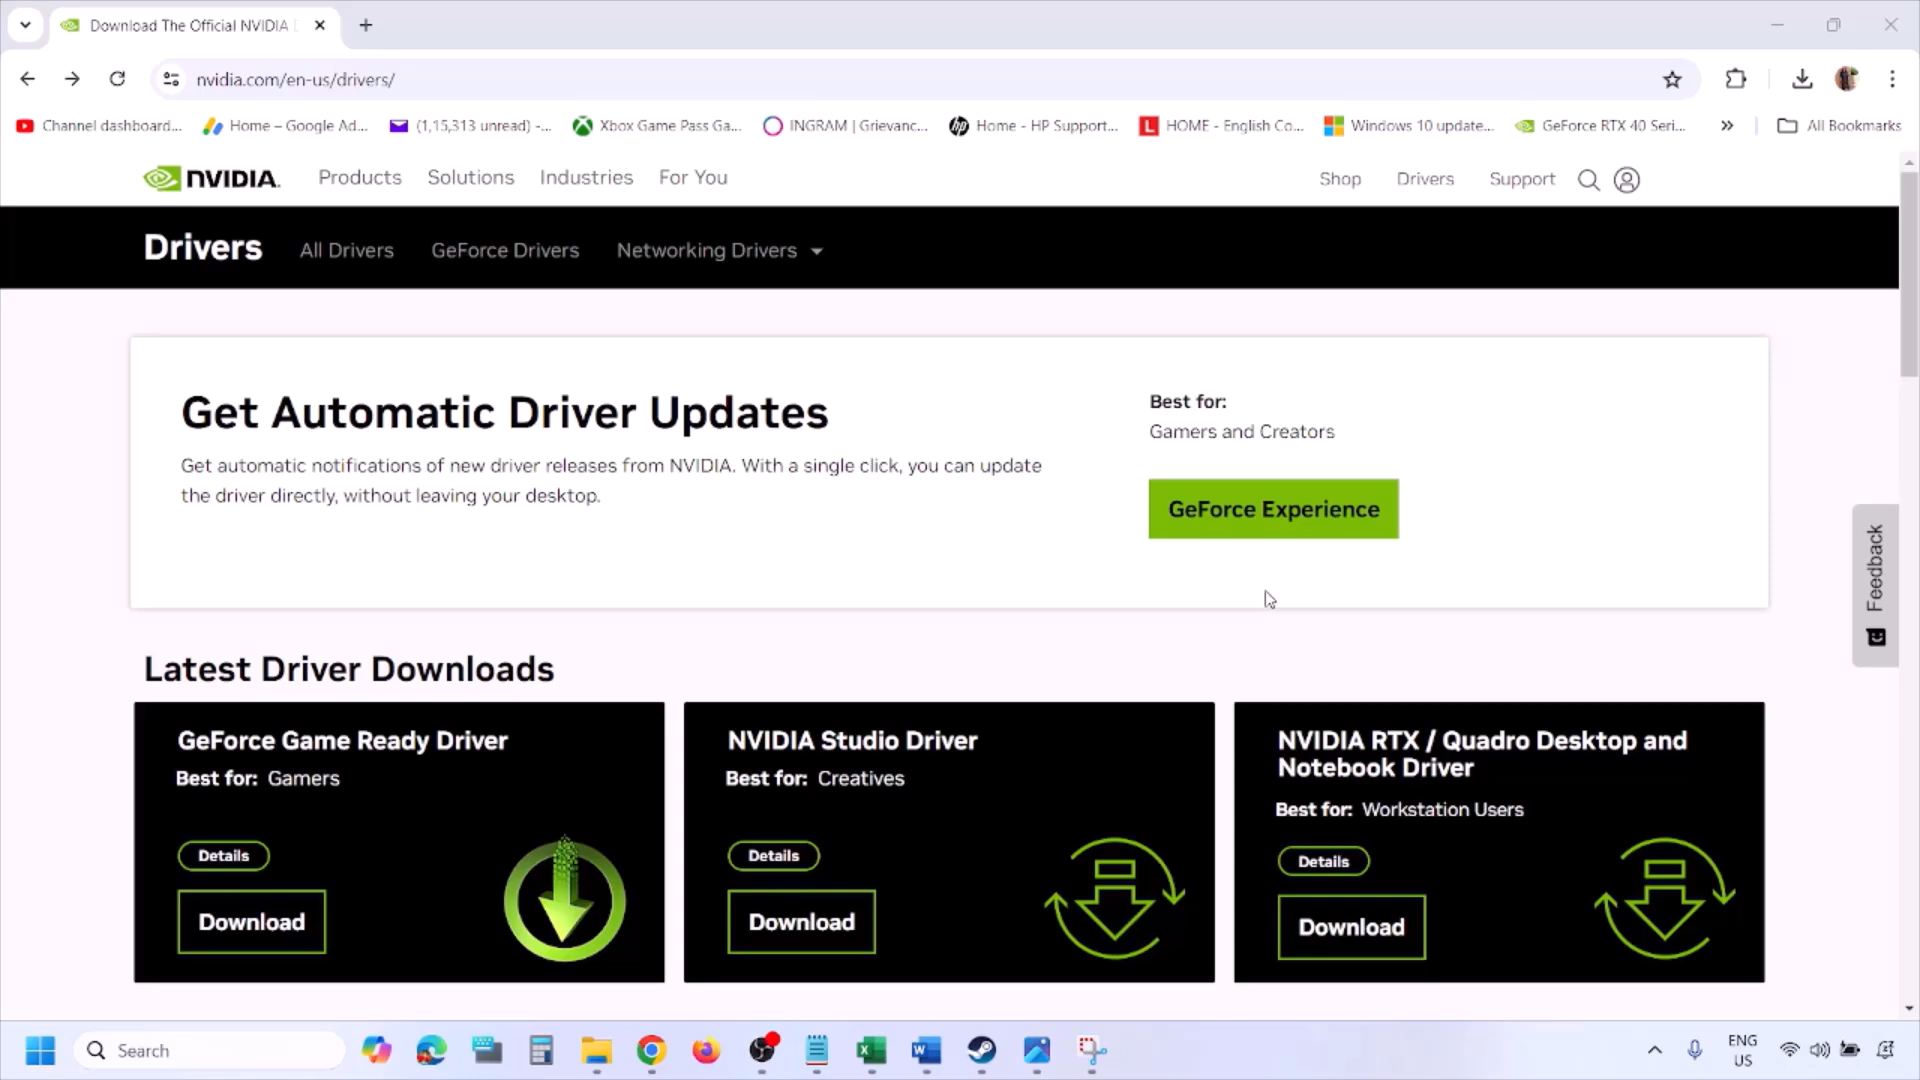 Download The Official NVIDIA
nvidia.com/en-us/drivers/
Channel dashboard... Home – Google Ad... (1,15,313 unread) -... Xbox Game Pass Ga... INGRAM | Grievanc... Home - HP Support... HOME - English Co... Windows 10 update... GeForce RTX 40 Seri... » All Bookmarks
NVIDIA. Products Solutions Industries For You Shop Drivers Support
Drivers All Drivers GeForce Drivers Networking Drivers
Get Automatic Driver Updates
Get automatic notifications of new driver releases from NVIDIA. With a single click, you can update
the driver directly, without leaving your desktop.
Best for:
Gamers and Creators
GeForce Experience
Feedback
Latest Driver Downloads
GeForce Game Ready Driver
Best for: Gamers
Details
Download
NVIDIA Studio Driver
Best for: Creatives
Details
Download
NVIDIA RTX / Quadro Desktop and
Notebook Driver
Best for: Workstation Users
Details
Download
Search
ENG
US